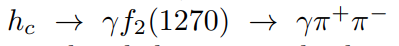 h_c → γf_2(1270) → γπ^+π^-